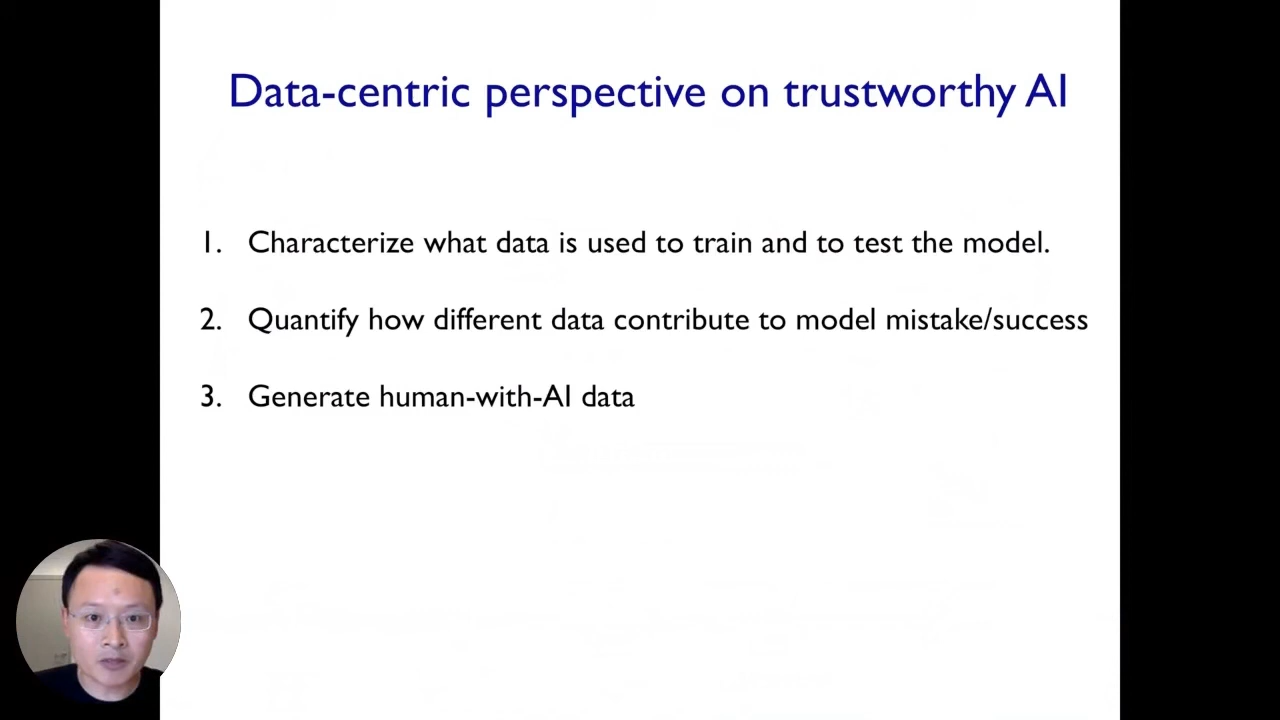 Data-centric perspective on trustworthy AI
1. Characterize what data is used to train and to test the model.
2. Quantify how different data contribute to model mistake/success
3. Generate human-with-AI data